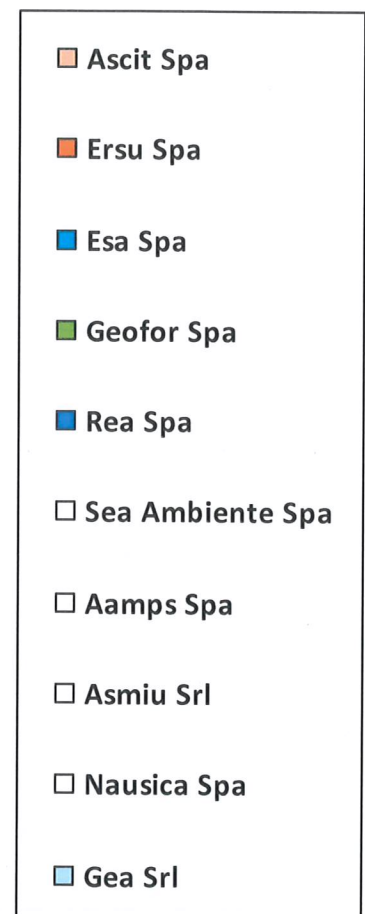 Ascit Spa
Ersu Spa
Esa Spa
Geofor Spa
Rea Spa
Sea Ambiente Spa
Aamps Spa
Asmiu Srl
Nausica Spa
Gea Srl